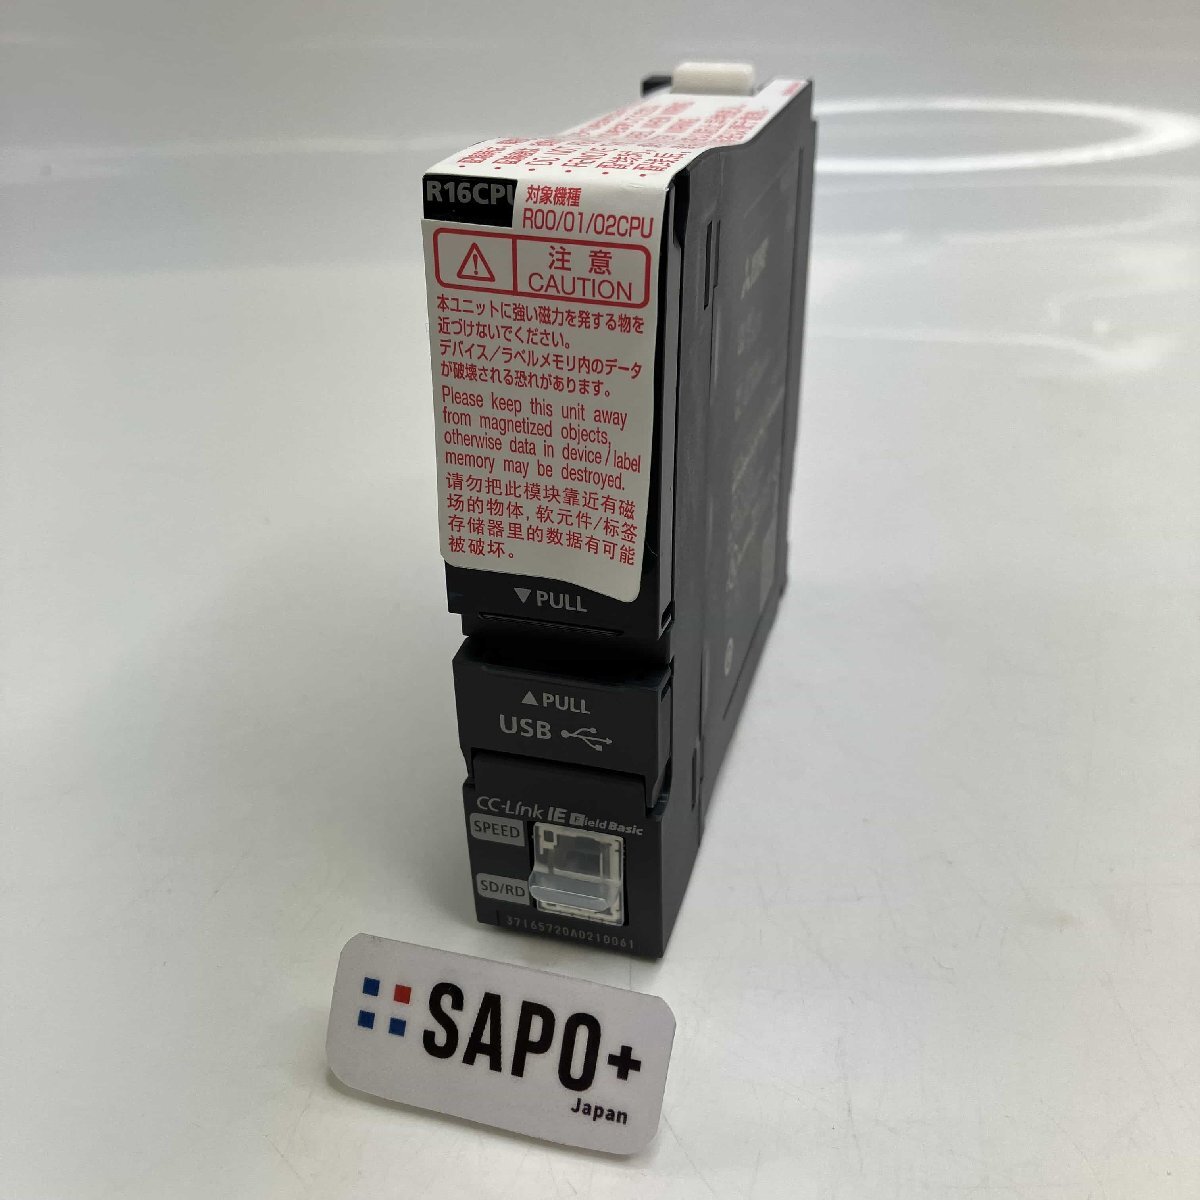 R16CPU
対象機種
R00/01/02CPU
注意
CAUTION
本ユニットに強い磁力を発する物を
近づけないでください。
デバイス/ラベルメモリ内のデータ
が破壊される恐れがあります。
Please keep this unit away
from magnetized objects,
otherwise data in device/label
memory may be destroyed.
请勿把此模块靠近有磁
场的物体,软元件/标签
存储器里的数据有可能
被破坏。
▼PULL
▲PULL
USB
CC-Link IE Field Basic
SPEED
SD/RD
37165720A0210061
SAPO+
Japan